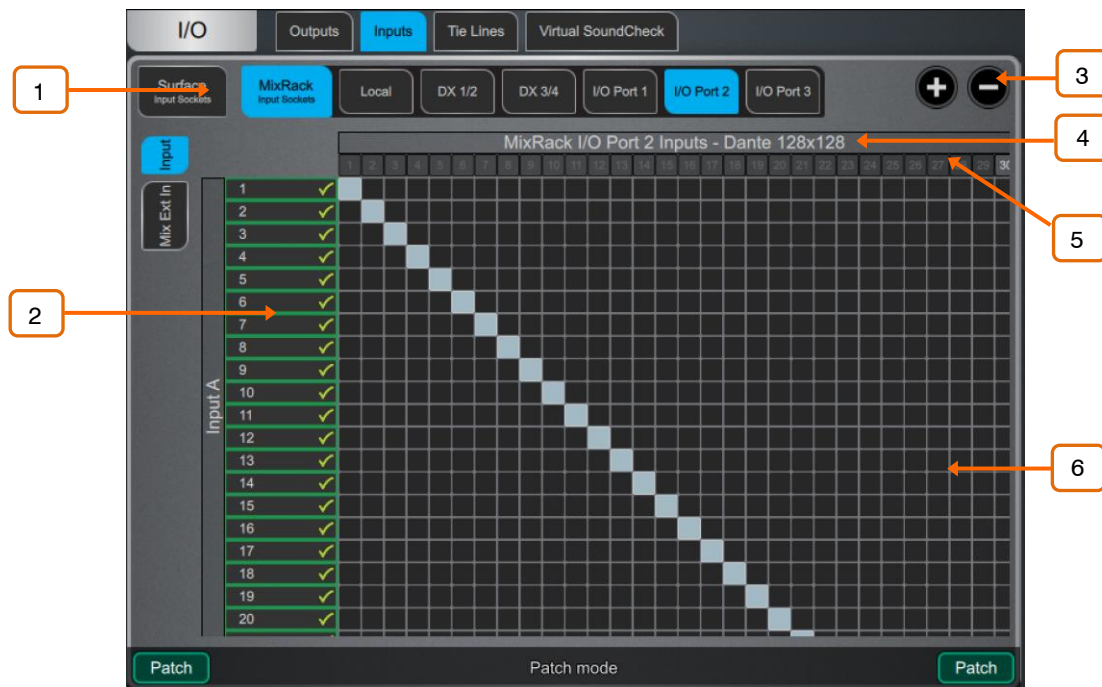 I/O
Outputs
Inputs
Tie Lines
Virtual SoundCheck
1
Surface
Input Sockets
MixRack
Input Sockets
Local
DX 1/2
DX 3/4
I/O Port 1
I/O Port 2
I/O Port 3
3
MixRack I/O Port 2 Inputs - Dante 128x128
4
1 2 3 4 5 6 7 8 9 10 11 12 13 14 15 16 17 18 19 20 21 22 23 24 25 26 27 29 30
5
Input
Mix Ext In
Input A
1
2
3
4
5
6
7
8
9
10
11
12
13
14
15
16
17
18
19
20
2
6
Patch
Patch mode
Patch